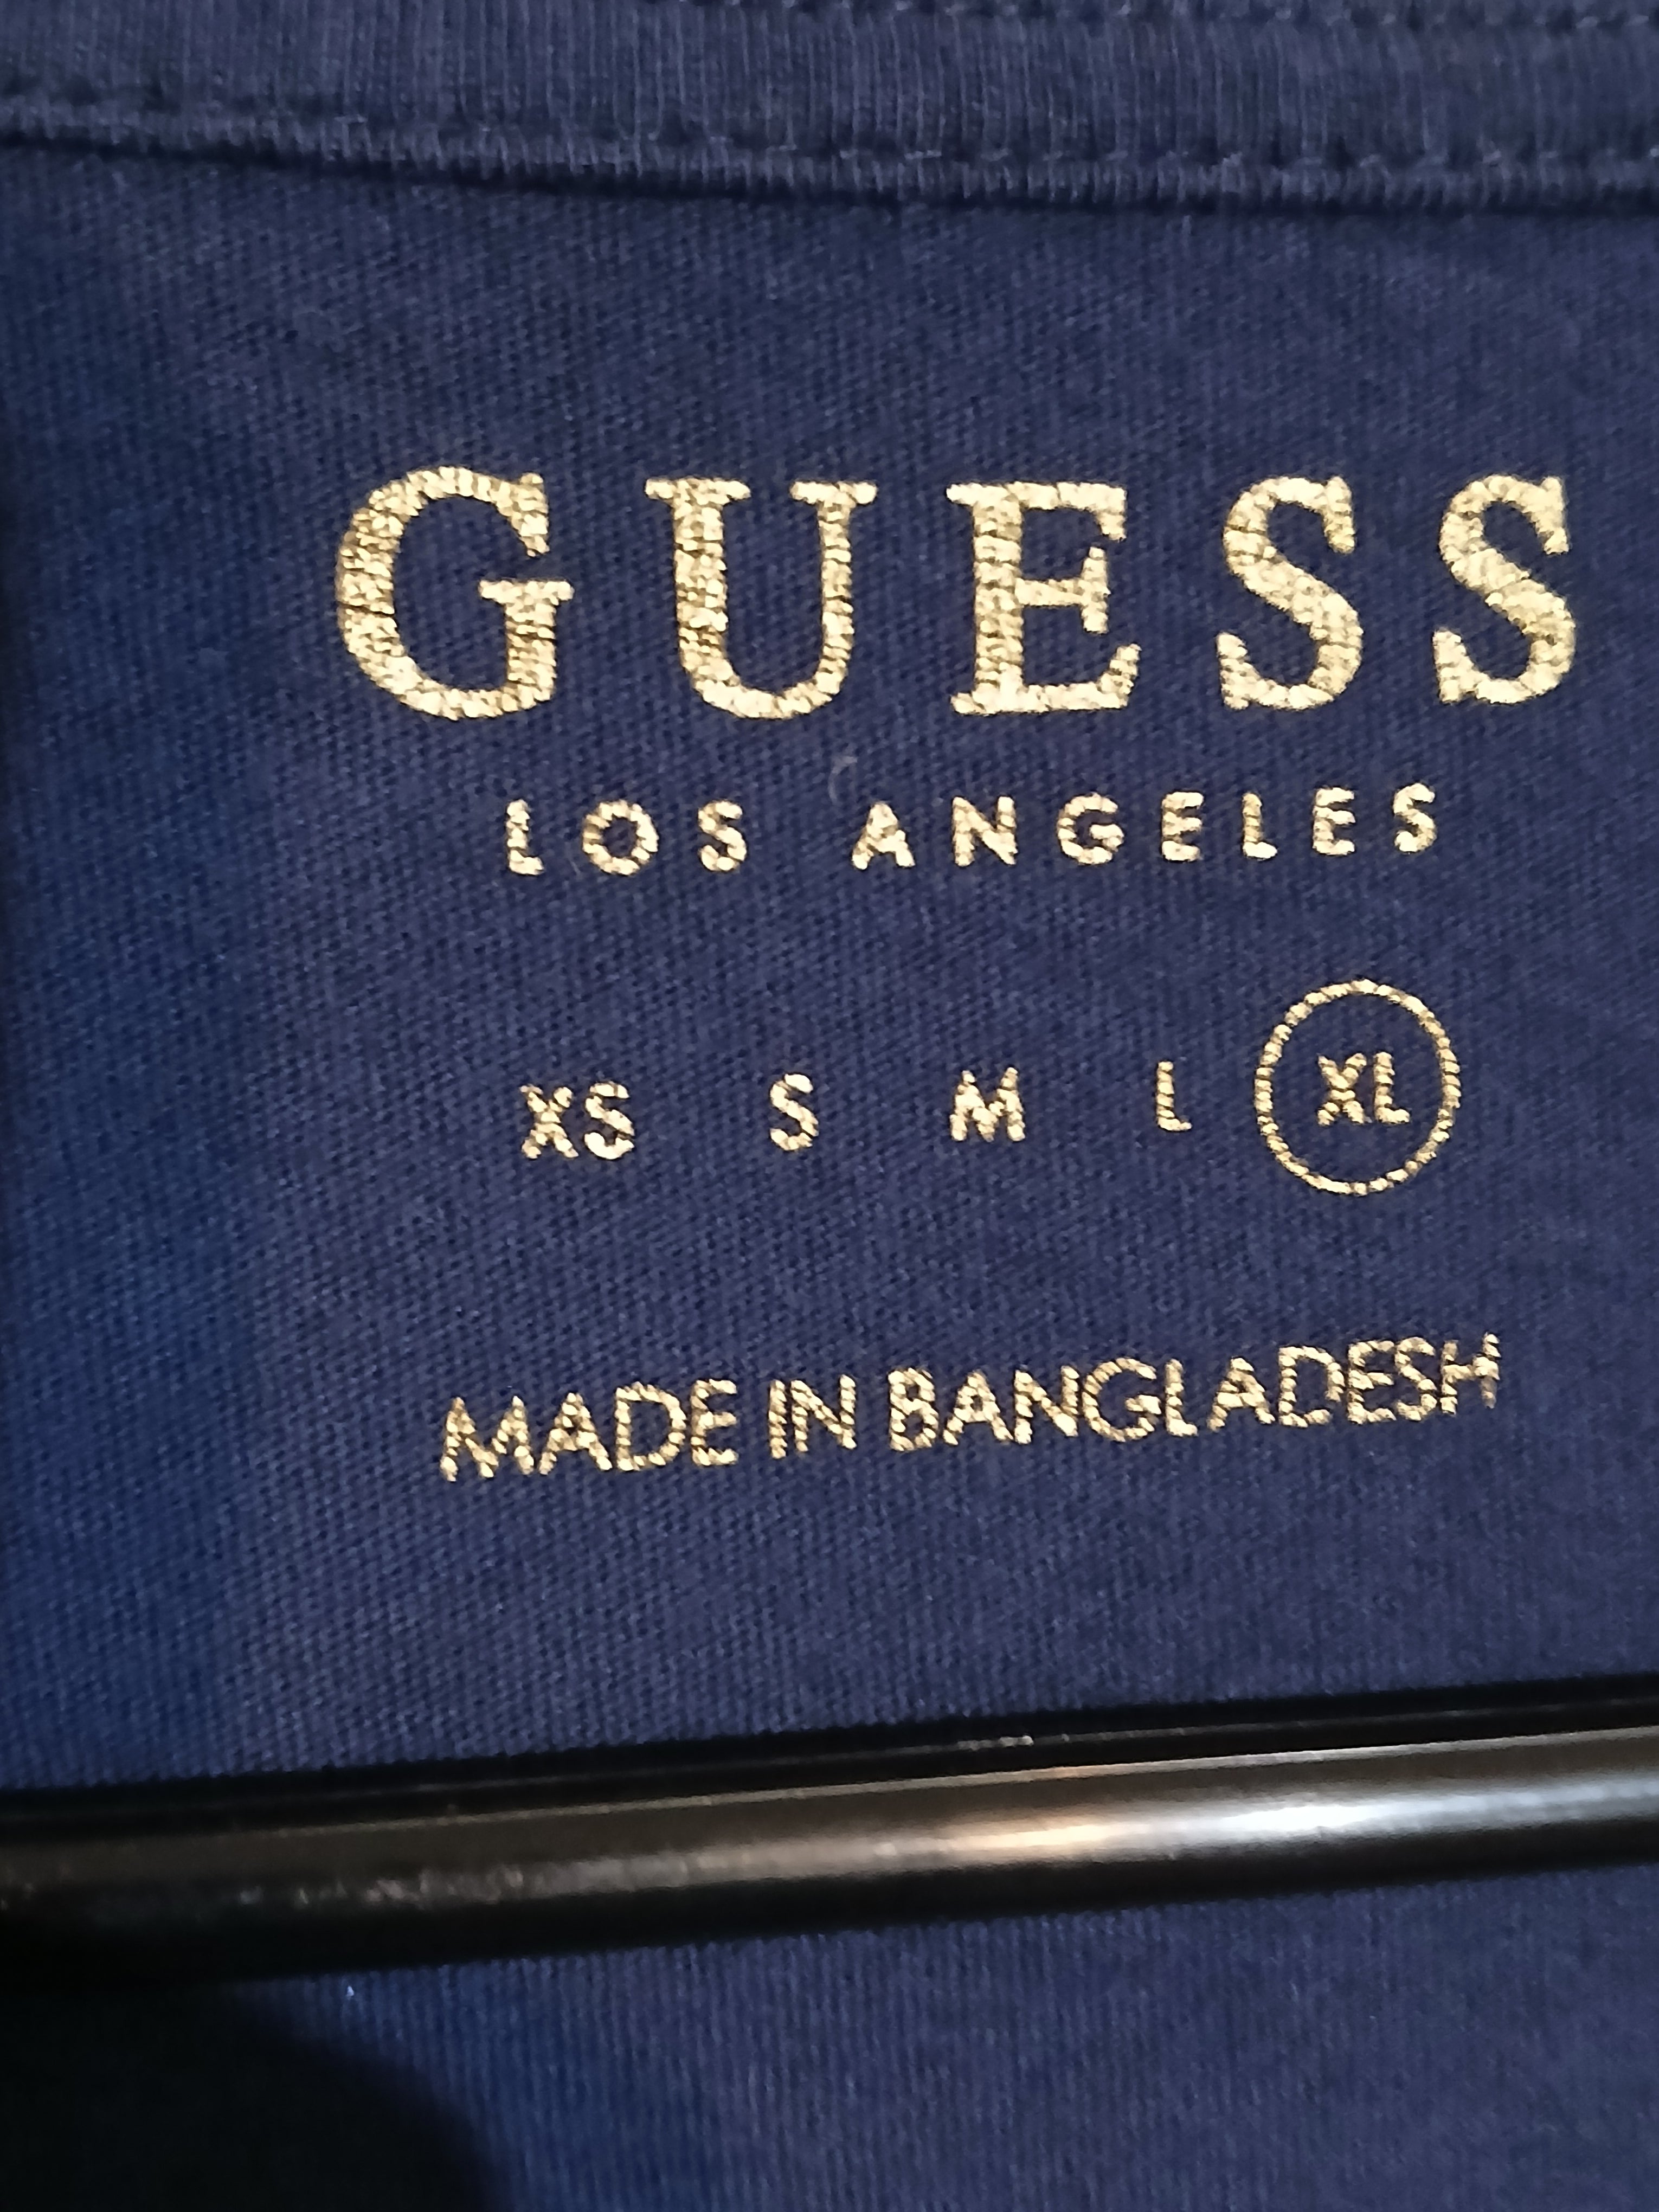 GUESS
LOS ANGELES
XS S M L XL
MADE IN BANGLADESH